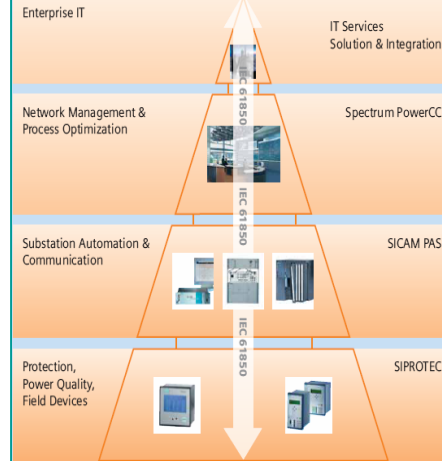 Enterprise IT
IT Services
Solution & Integration
IEC 61850
Network Management &
Process Optimization
Spectrum PowerCC
IEC 61850
Substation Automation &
Communication
SICAM PAS
IEC 61850
Protection,
Power Quality,
Field Devices
SIPROTEC